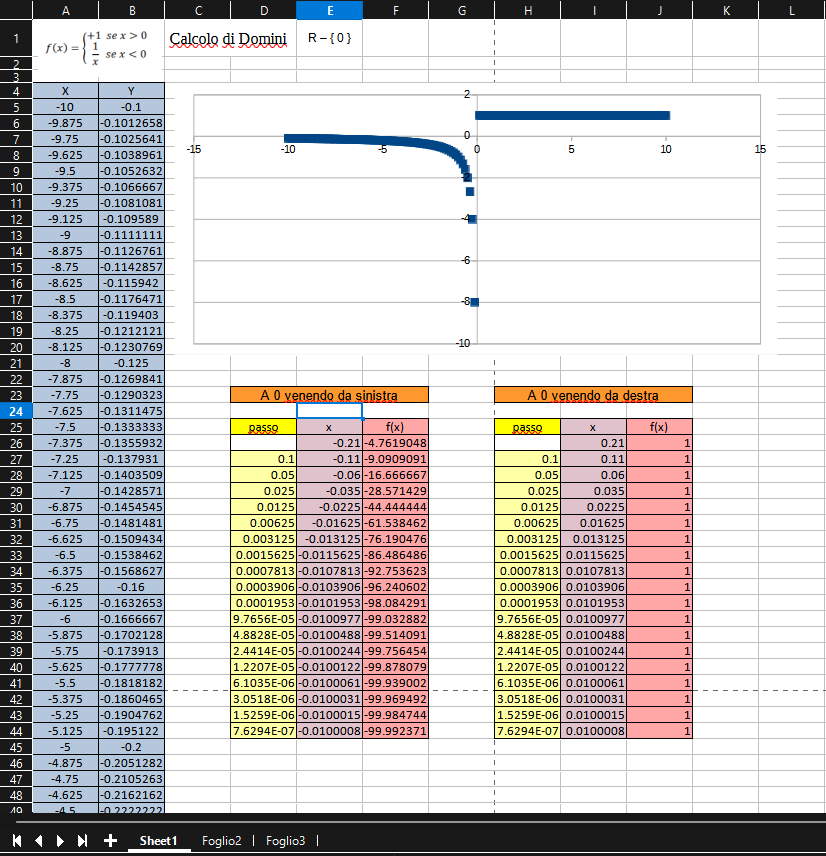 A B C D E F G H I J K L
1 f(x) = { +1 se x > 0 Calcolo di Domini R – { 0 }
1/x se x < 0
2
3
4 X Y 2
5 -10 -0.1
6 -9.875 -0.1012658
7 -9.75 -0.1025641 0
8 -9.625 -0.1038961 -15 -10 -5 0 5 10 15
9 -9.5 -0.1052632
10 -9.375 -0.1066667 -2
11 -9.25 -0.1081081
12 -9.125 -0.109589 -4
13 -9 -0.1111111
14 -8.875 -0.1126761
15 -8.75 -0.1142857 -6
16 -8.625 -0.115942
17 -8.5 -0.1176471 -8
18 -8.375 -0.119403
19 -8.25 -0.1212121
20 -8.125 -0.1230769 -10
21 -8 -0.125
22 -7.875 -0.1269841
23 -7.75 -0.1290323 A 0 venendo da sinistra A 0 venendo da destra
24 -7.625 -0.1311475
25 -7.5 -0.1333333 passo x f(x) passo x f(x)
26 -7.375 -0.1355932 -0.21 -4.7619048 0.21 1
27 -7.25 -0.137931 0.1 -0.11 -9.0909091 0.1 0.11 1
28 -7.125 -0.1403509 0.05 -0.06 -16.666667 0.05 0.06 1
29 -7 -0.1428571 0.025 -0.035 -28.571429 0.025 0.035 1
30 -6.875 -0.1454545 0.0125 -0.0225 -44.444444 0.0125 0.0225 1
31 -6.75 -0.1481481 0.00625 -0.01625 -61.538462 0.00625 0.01625 1
32 -6.625 -0.1509434 0.003125 -0.013125 -76.190476 0.003125 0.013125 1
33 -6.5 -0.1538462 0.0015625 -0.0115625 -86.486486 0.0015625 0.0115625 1
34 -6.375 -0.1568627 0.0007813 -0.0107813 -92.753623 0.0007813 0.0107813 1
35 -6.25 -0.16 0.0003906 -0.0103906 -96.240602 0.0003906 0.0103906 1
36 -6.125 -0.1632653 0.0001953 -0.0101953 -98.084291 0.0001953 0.0101953 1
37 -6 -0.1666667 9.7656E-05 -0.0100977 -99.032882 9.7656E-05 0.0100977 1
38 -5.875 -0.1702128 4.8828E-05 -0.0100488 -99.514091 4.8828E-05 0.0100488 1
39 -5.75 -0.173913 2.4414E-05 -0.0100244 -99.756454 2.4414E-05 0.0100244 1
40 -5.625 -0.1777778 1.2207E-05 -0.0100122 -99.878079 1.2207E-05 0.0100122 1
41 -5.5 -0.1818182 6.1035E-06 -0.0100061 -99.939002 6.1035E-06 0.0100061 1
42 -5.375 -0.1860465 3.0518E-06 -0.0100031 -99.969492 3.0518E-06 0.0100031 1
43 -5.25 -0.1904762 1.5259E-06 -0.0100015 -99.984744 1.5259E-06 0.0100015 1
44 -5.125 -0.195122 7.6294E-07 -0.0100008 -99.992371 7.6294E-07 0.0100008 1
45 -5 -0.2
46 -4.875 -0.2051282
47 -4.75 -0.2105263
48 -4.625 -0.2162162
49 -4.5 -0.2222222
Sheet1 Foglio2 Foglio3